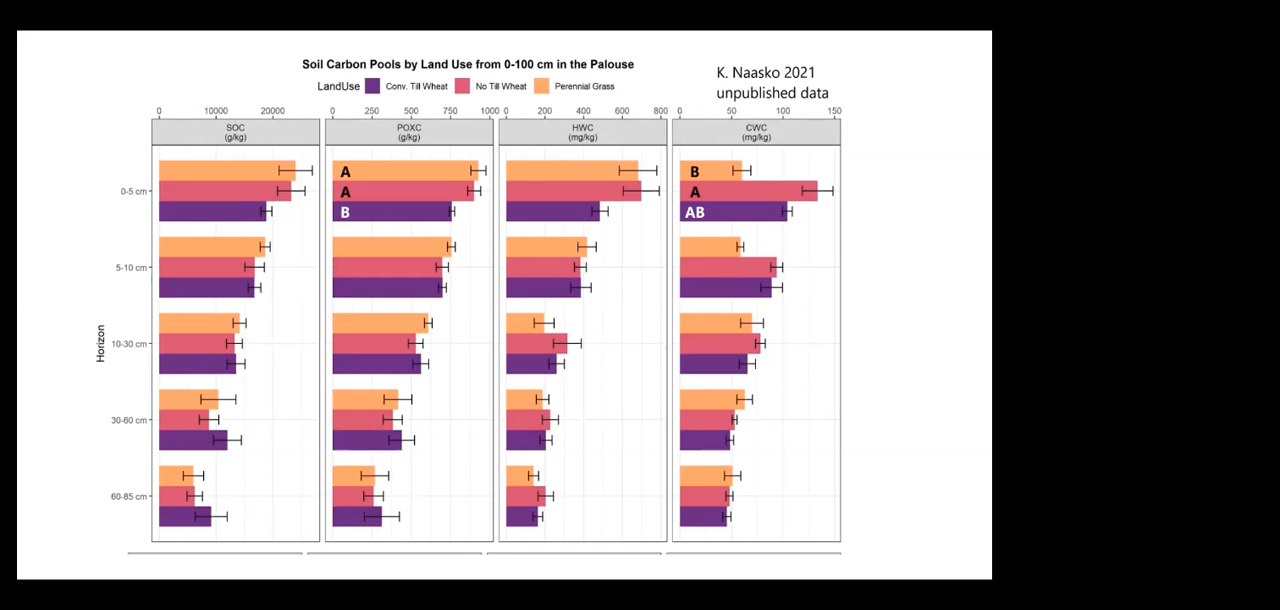 Soil Carbon Pools by Land Use from 0-100 cm in the Palouse
K. Naasko 2021
unpublished data
LandUse Conv. Till Wheat No Till Wheat Perennial Grass
0 10000 20000 0 250 500 750 1000 0 200 400 600 800 0 50 100 150
SOC POXC HWC CWC
(g/kg) (g/kg) (mg/kg) (mg/kg)
A B
0-5 cm A A
B AB
5-10 cm
Horizon
10-30 cm
30-60 cm
60-85 cm